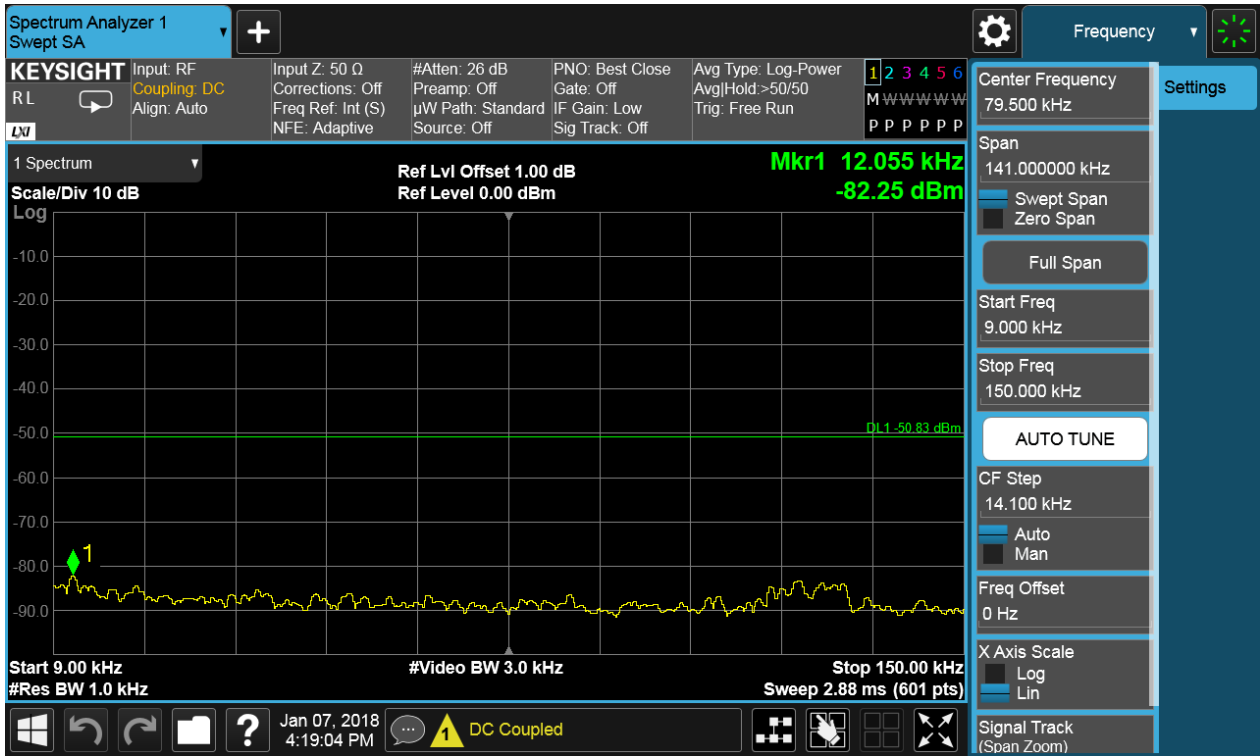 Spectrum Analyzer 1
Swept SA
+
Frequency
KEYSIGHT
RL
LXI
Input: RF
Coupling: DC
Align: Auto
Input Z: 50 Ω
Corrections: Off
Freq Ref: Int (S)
NFE: Adaptive
#Atten: 26 dB
Preamp: Off
µW Path: Standard
Source: Off
PNO: Best Close
Gate: Off
IF Gain: Low
Sig Track: Off
Avg Type: Log-Power
Avg|Hold:>50/50
Trig: Free Run
1 2 3 4 5 6
M W W W W W
P P P P P P
1 Spectrum
Scale/Div 10 dB
Ref Lvl Offset 1.00 dB
Ref Level 0.00 dBm
Mkr1 12.055 kHz
-82.25 dBm
Log
-10.0
-20.0
-30.0
-40.0
-50.0
-60.0
-70.0
-80.0
-90.0
DL1 -50.83 dBm
1
Start 9.00 kHz
#Res BW 1.0 kHz
#Video BW 3.0 kHz
Stop 150.00 kHz
Sweep 2.88 ms (601 pts)
Center Frequency
79.500 kHz
Span
141.000000 kHz
Swept Span
Zero Span
Full Span
Start Freq
9.000 kHz
Stop Freq
150.000 kHz
AUTO TUNE
CF Step
14.100 kHz
Auto
Man
Freq Offset
0 Hz
X Axis Scale
Log
Lin
Signal Track
(Span Zoom)
Settings
?
Jan 07, 2018
4:19:04 PM
1
DC Coupled